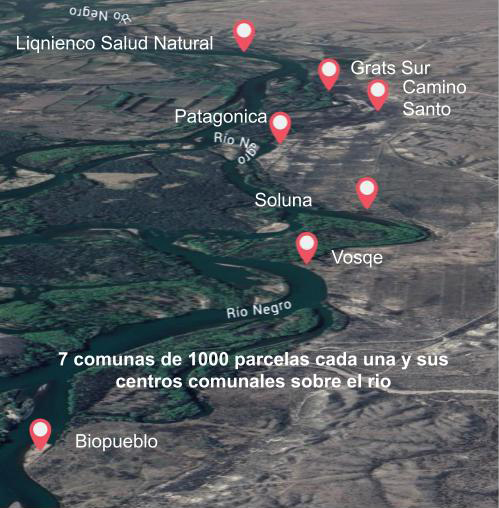 Río Negro
Liqnienco Salud Natural
Grats Sur
Camino
Santo
Patagonica
Río Negro
Soluna
Vosqe
Río Negro
7 comunas de 1000 parcelas cada una y sus
centros comunales sobre el rio
Biopueblo